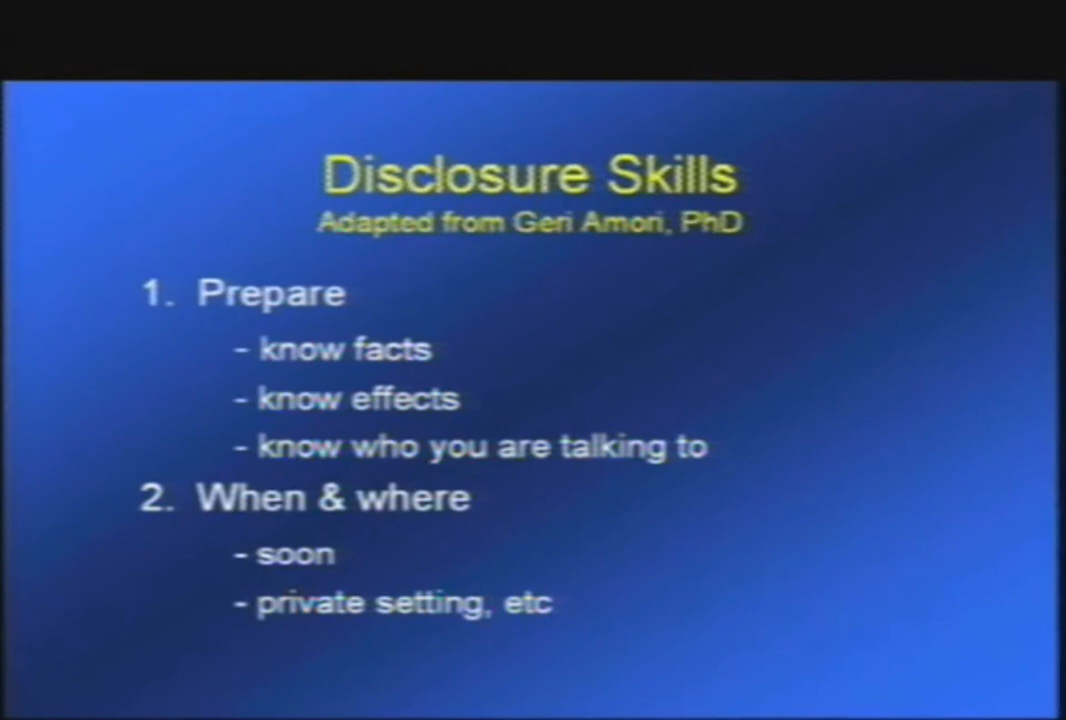 Disclosure Skills
Adapted from Geri Amori, PhD
1. Prepare
- know facts
- know effects
- know who you are talking to
2. When & where
- soon
- private setting, etc